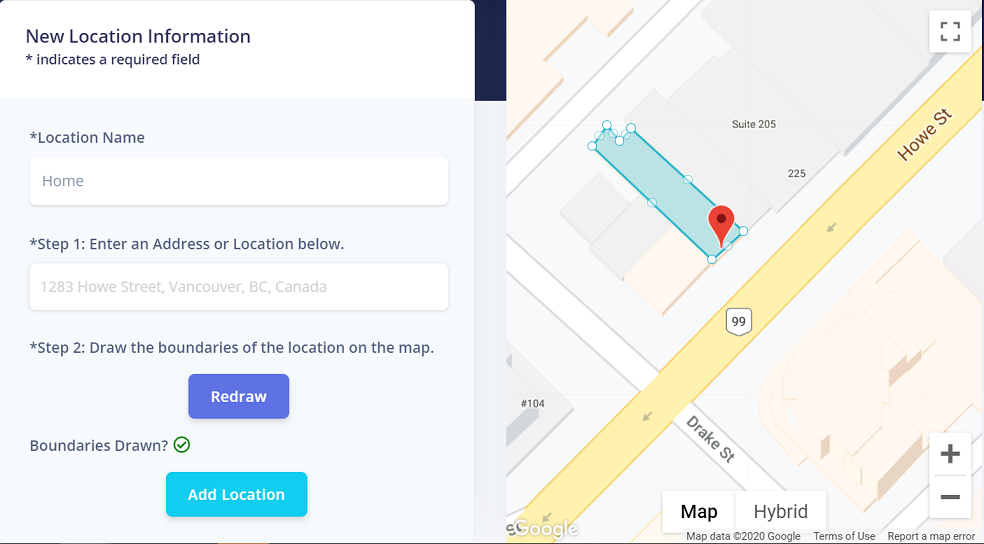 New Location Information
* indicates a required field
*Location Name
Home
*Step 1: Enter an Address or Location below.
1283 Howe Street, Vancouver, BC, Canada
*Step 2: Draw the boundaries of the location on the map.
Redraw
Boundaries Drawn?
Add Location
Suite 205
Howe St
225
99
#104
Drake St
Map
Hybrid
Google
Map data ©2020 Google
Terms of Use
Report a map error